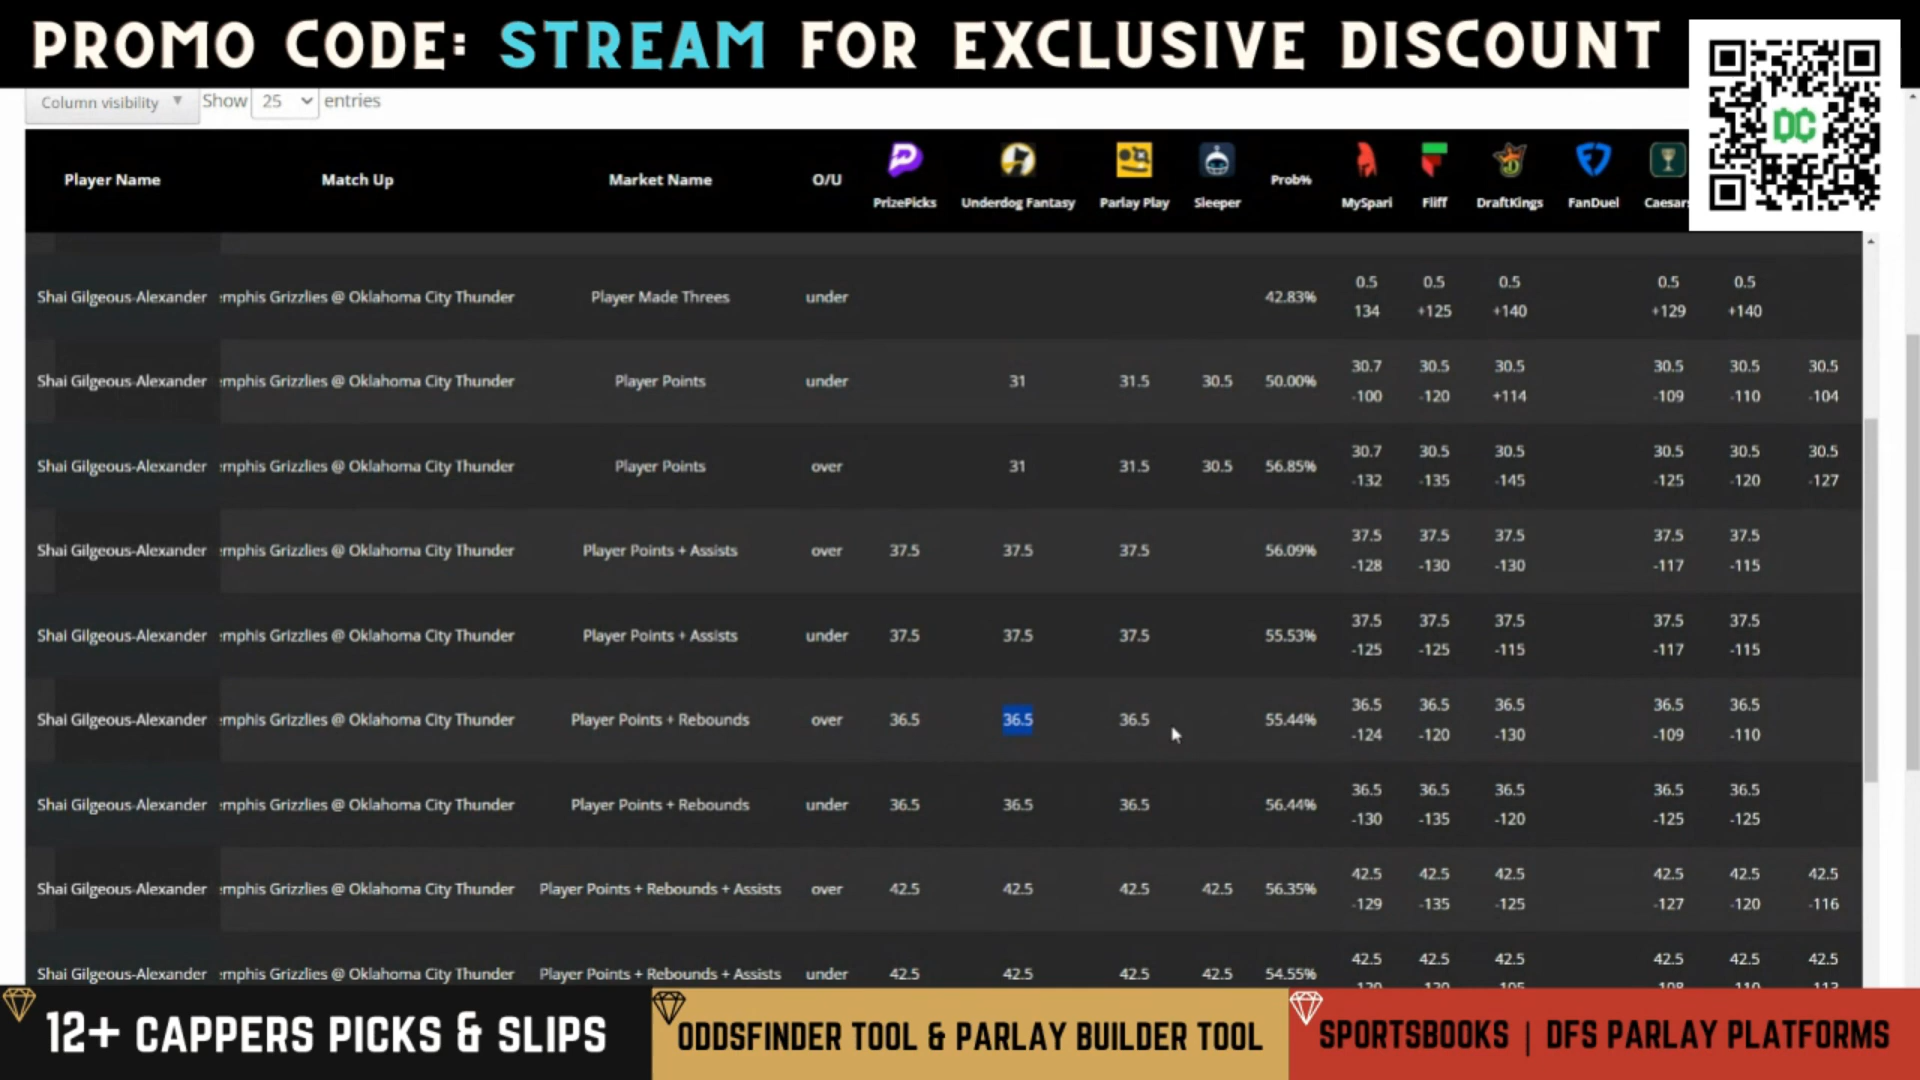 PROMO CODE: STREAM FOR EXCLUSIVE DISCOUNT
DC
Column visibility Show 25 entries
Player Name Match Up Market Name O/U PrizePicks Underdog Fantasy Parlay Play Sleeper Prob% MySpari Fliff DraftKings FanDuel Caesars
0.5 0.5 0.5 0.5 0.5
Shai Gilgeous-Alexander emphis Grizzlies @ Oklahoma City Thunder Player Made Threes under 42.83%
134 +125 +140 +129 +140
30.7 30.5 30.5 30.5 30.5 30.5
Shai Gilgeous-Alexander emphis Grizzlies @ Oklahoma City Thunder Player Points under 31 31.5 30.5 50.00%
-100 -120 +114 -109 -110 -104
30.7 30.5 30.5 30.5 30.5 30.5
Shai Gilgeous-Alexander emphis Grizzlies @ Oklahoma City Thunder Player Points over 31 31.5 30.5 56.85%
-132 -135 -145 -125 -120 -127
37.5 37.5 37.5 37.5 37.5
Shai Gilgeous-Alexander emphis Grizzlies @ Oklahoma City Thunder Player Points + Assists over 37.5 37.5 37.5 56.09%
-128 -130 -130 -117 -115
37.5 37.5 37.5 37.5 37.5
Shai Gilgeous-Alexander emphis Grizzlies @ Oklahoma City Thunder Player Points + Assists under 37.5 37.5 37.5 55.53%
-125 -125 -115 -117 -115
36.5 36.5 36.5 36.5 36.5
Shai Gilgeous-Alexander emphis Grizzlies @ Oklahoma City Thunder Player Points + Rebounds over 36.5 36.5 36.5 55.44%
-124 -120 -130 -109 -110
36.5 36.5 36.5 36.5 36.5
Shai Gilgeous-Alexander emphis Grizzlies @ Oklahoma City Thunder Player Points + Rebounds under 36.5 36.5 36.5 56.44%
-130 -135 -120 -125 -125
42.5 42.5 42.5 42.5 42.5 42.5
Shai Gilgeous-Alexander emphis Grizzlies @ Oklahoma City Thunder Player Points + Rebounds + Assists over 42.5 42.5 42.5 42.5 56.35%
-129 -135 -125 -127 -120 -116
42.5 42.5 42.5 42.5 42.5 42.5
Shai Gilgeous-Alexander emphis Grizzlies @ Oklahoma City Thunder Player Points + Rebounds + Assists under 42.5 42.5 42.5 42.5 54.55%
12+ CAPPERS PICKS & SLIPS
ODDSFINDER TOOL & PARLAY BUILDER TOOL
SPORTSBOOKS | DFS PARLAY PLATFORMS